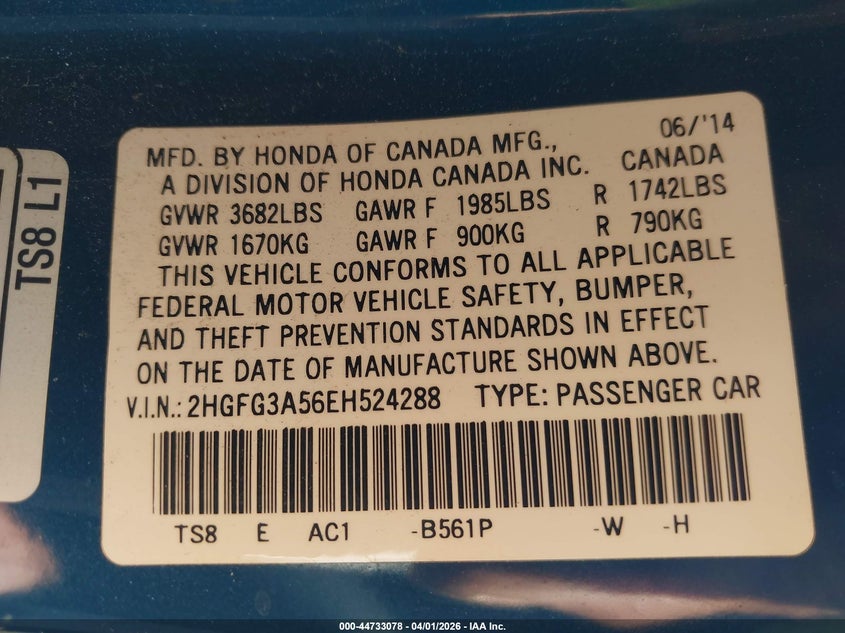 06/'14
MFD. BY HONDA OF CANADA MFG.,
A DIVISION OF HONDA CANADA INC. CANADA
GVWR 3682LBS GAWR F 1985LBS R 1742LBS
GVWR 1670KG GAWR F 900KG R 790KG
THIS VEHICLE CONFORMS TO ALL APPLICABLE
FEDERAL MOTOR VEHICLE SAFETY, BUMPER,
AND THEFT PREVENTION STANDARDS IN EFFECT
ON THE DATE OF MANUFACTURE SHOWN ABOVE.
V.I.N.: 2HGFG3A56EH524288 TYPE: PASSENGER CAR
TS8 E AC1 -B561P -W -H
TS8 L1
000-44733078 - 04/01/2026 - IAA Inc.